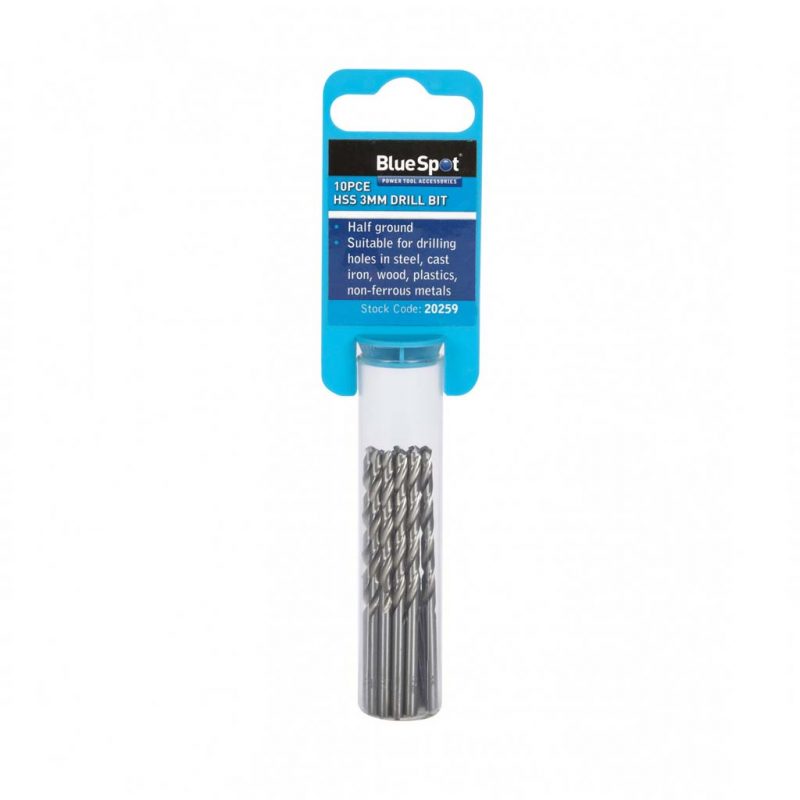 BlueSpot
POWER TOOL ACCESSORIES
10PCE
HSS 3MM DRILL BIT
• Half ground
• Suitable for drilling
holes in steel, cast
iron, wood, plastics,
non-ferrous metals
Stock Code: 20259